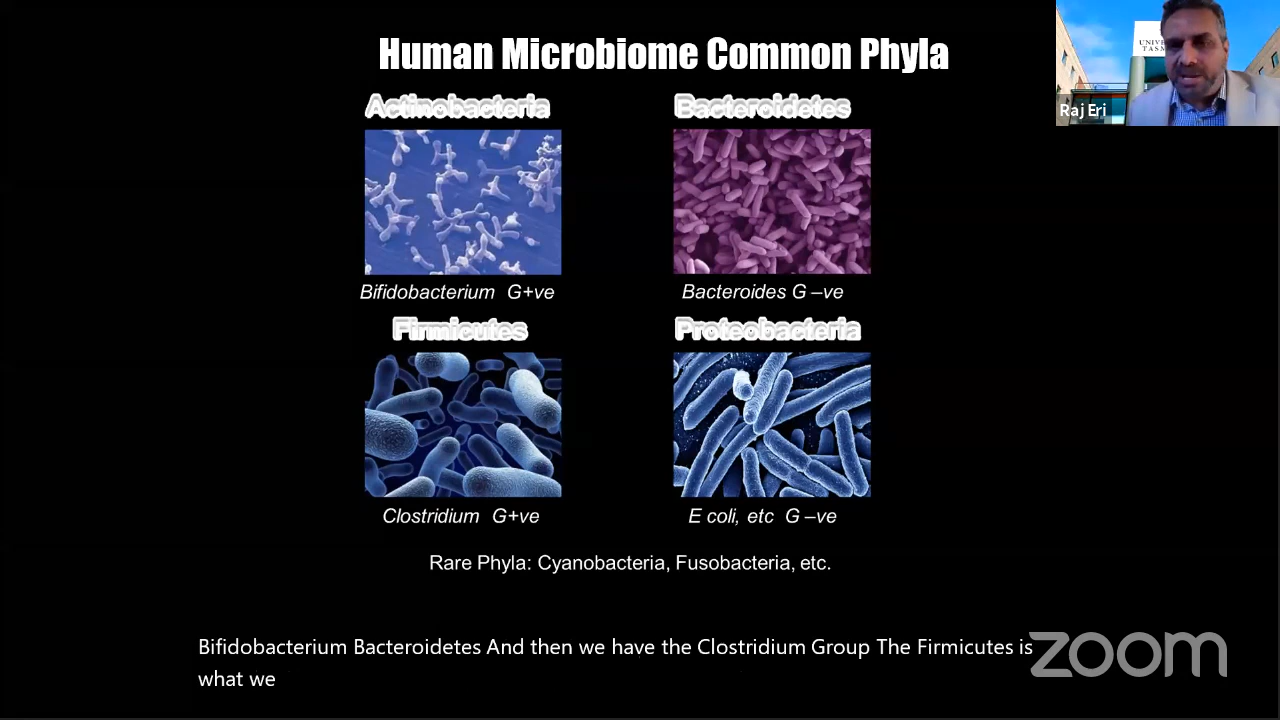 Human Microbiome Common Phyla
Actinobacteria
Bacteroidetes
Bifidobacterium G+ve
Bacteroides G –ve
Firmicutes
Proteobacteria
Clostridium G+ve
E coli, etc G –ve
Rare Phyla: Cyanobacteria, Fusobacteria, etc.
Bifidobacterium Bacteroidetes And then we have the Clostridium Group The Firmicutes is
what we
zoom
Raj Eri